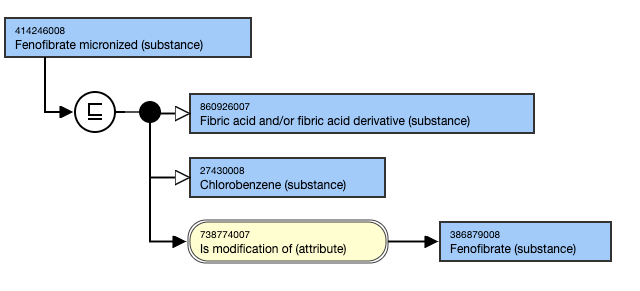 414246008
Fenofibrate micronized (substance)
⊑
860926007
Fibric acid and/or fibric acid derivative (substance)
27430008
Chlorobenzene (substance)
738774007
Is modification of (attribute)
386879008
Fenofibrate (substance)